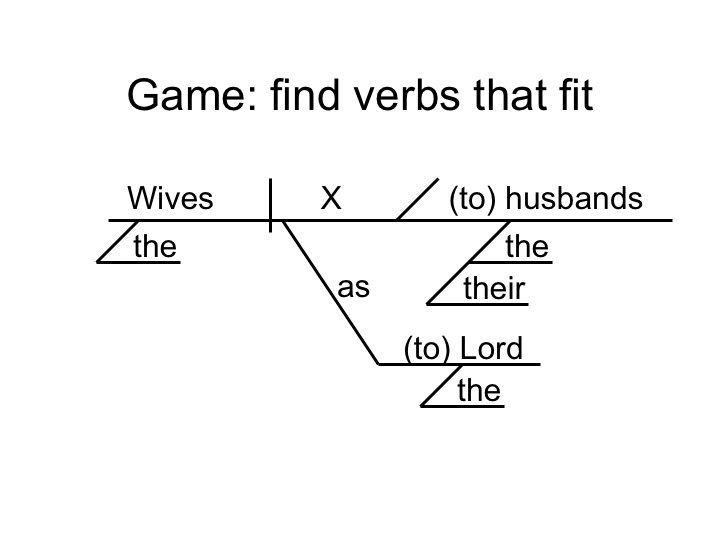 Game: find verbs that fit
Wives X (to) husbands
the the
as their
(to) Lord
the